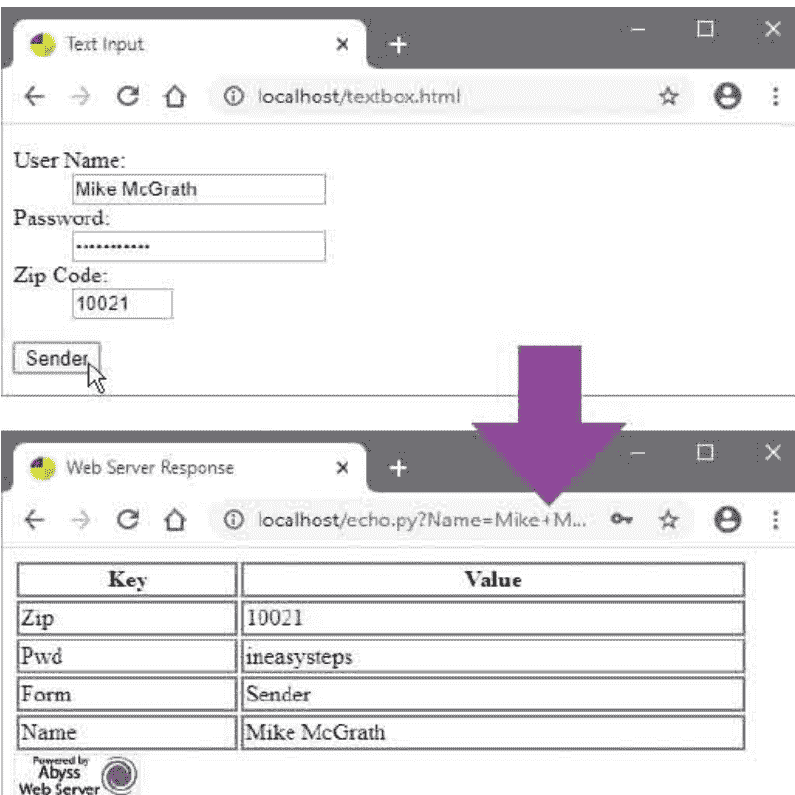 Text Input
localhost/textbox.html
User Name:
Mike McGrath
Password:
•••••••••••
Zip Code:
10021
Sender
Web Server Response
localhost/echo.py?Name=Mike+M...
Key Value
Zip 10021
Pwd ineasysteps
Form Sender
Name Mike McGrath
Powered by
Abyss
Web Server